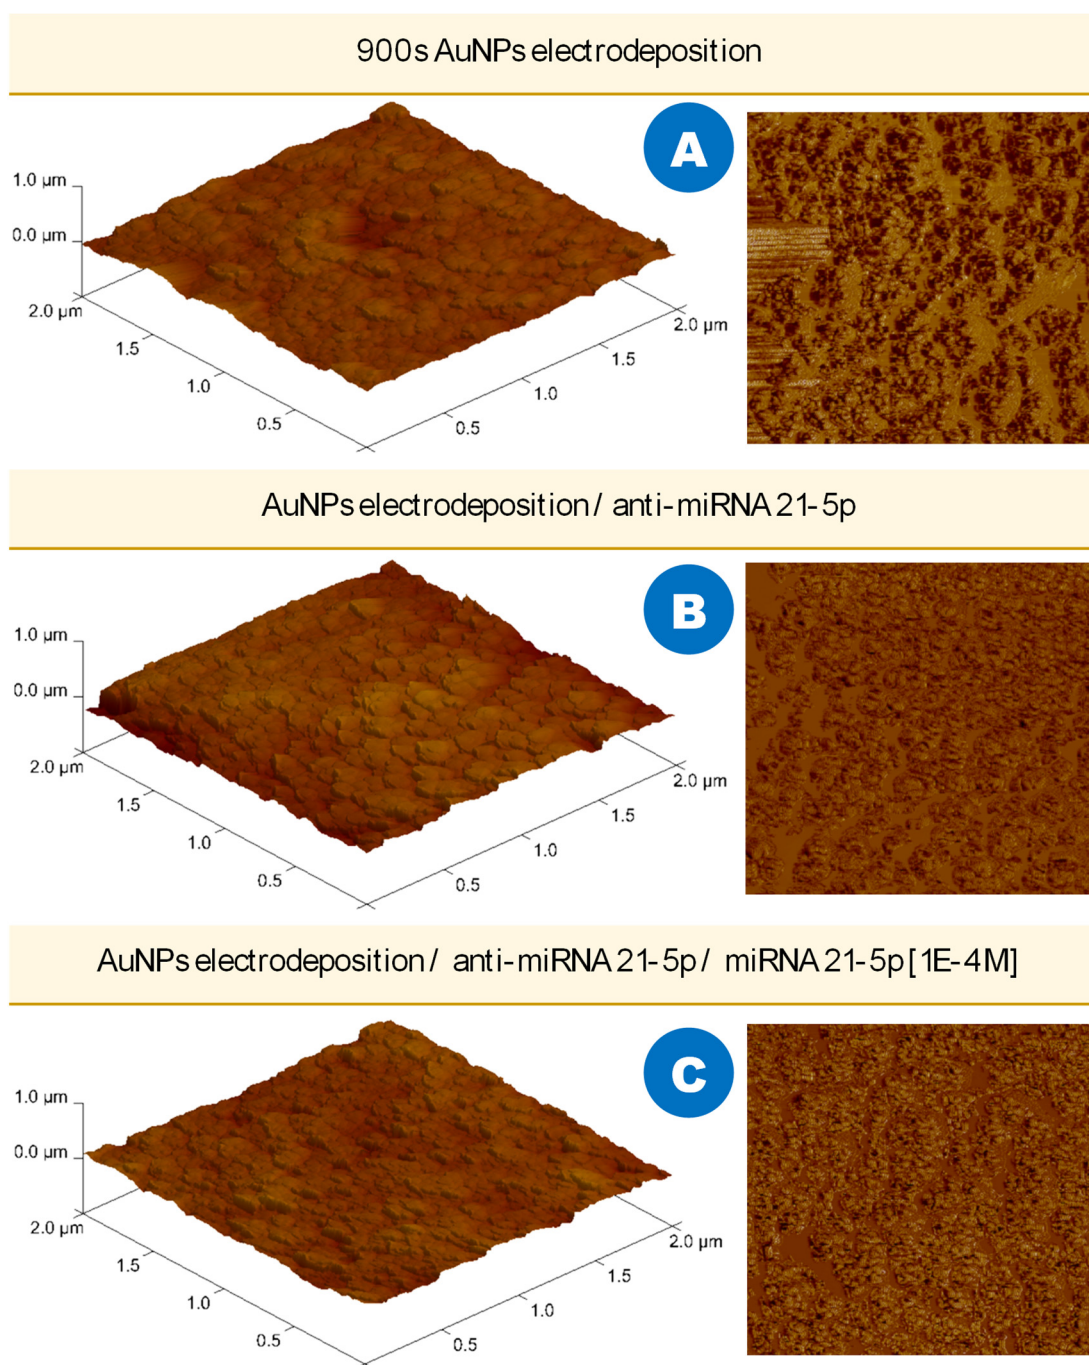 900s AuNPs electrodeposition
A
1.0 µm
0.0 µm
2.0 µm
1.5
1.0
0.5
0.5
1.0
1.5
2.0 µm
AuNPs electrodeposition / anti-miRNA 21-5p
B
1.0 µm
0.0 µm
2.0 µm
1.5
1.0
0.5
0.5
1.0
1.5
2.0 µm
AuNPs electrodeposition / anti-miRNA 21-5p / miRNA 21-5p [1E-4M]
C
1.0 µm
0.0 µm
2.0 µm
1.5
1.0
0.5
0.5
1.0
1.5
2.0 µm